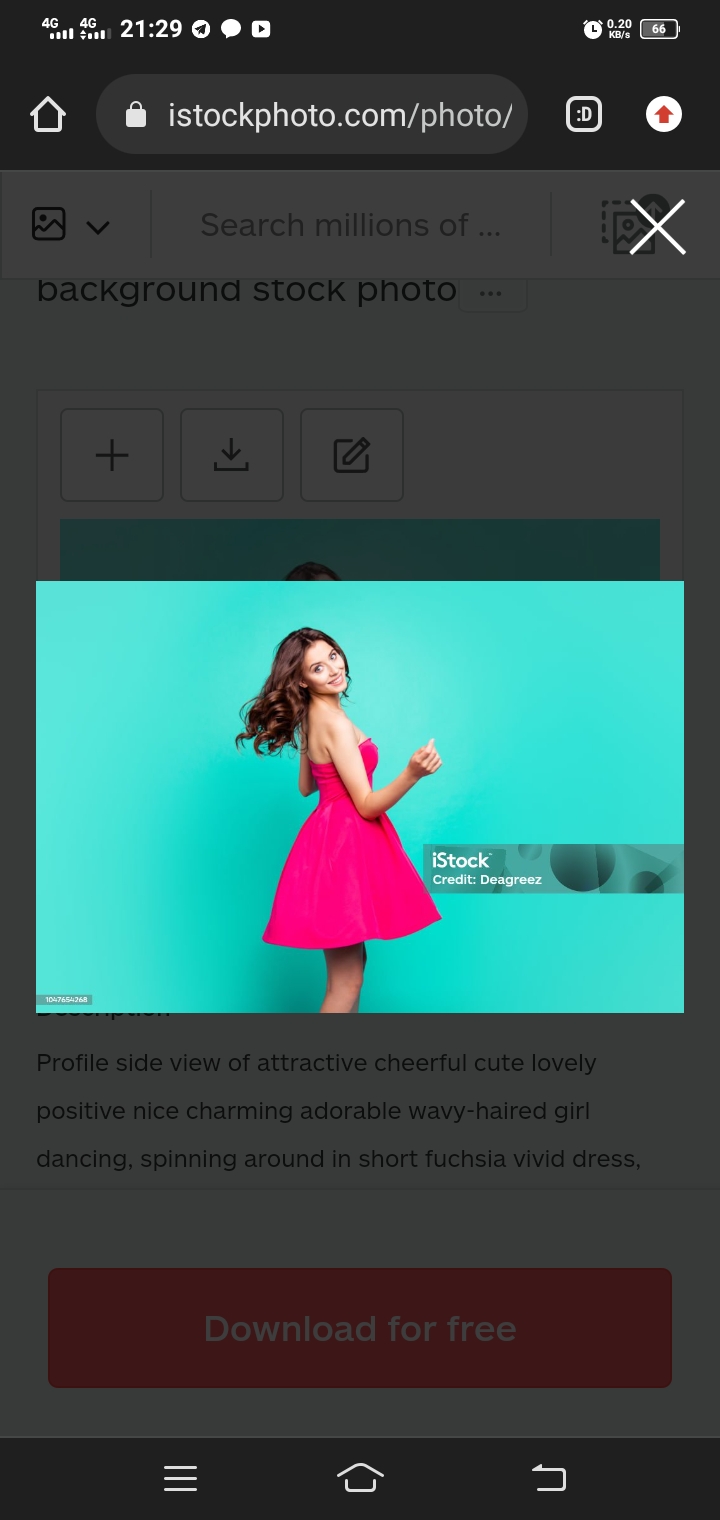 4G 4G 21:29 0.20 KB/s 66
istockphoto.com/photo/ :D
Search millions of ...
background stock photo ...
iStock
Credit: Deagreez
1047654268
Description
Profile side view of attractive cheerful cute lovely
positive nice charming adorable wavy-haired girl
dancing, spinning around in short fuchsia vivid dress,
Download for free